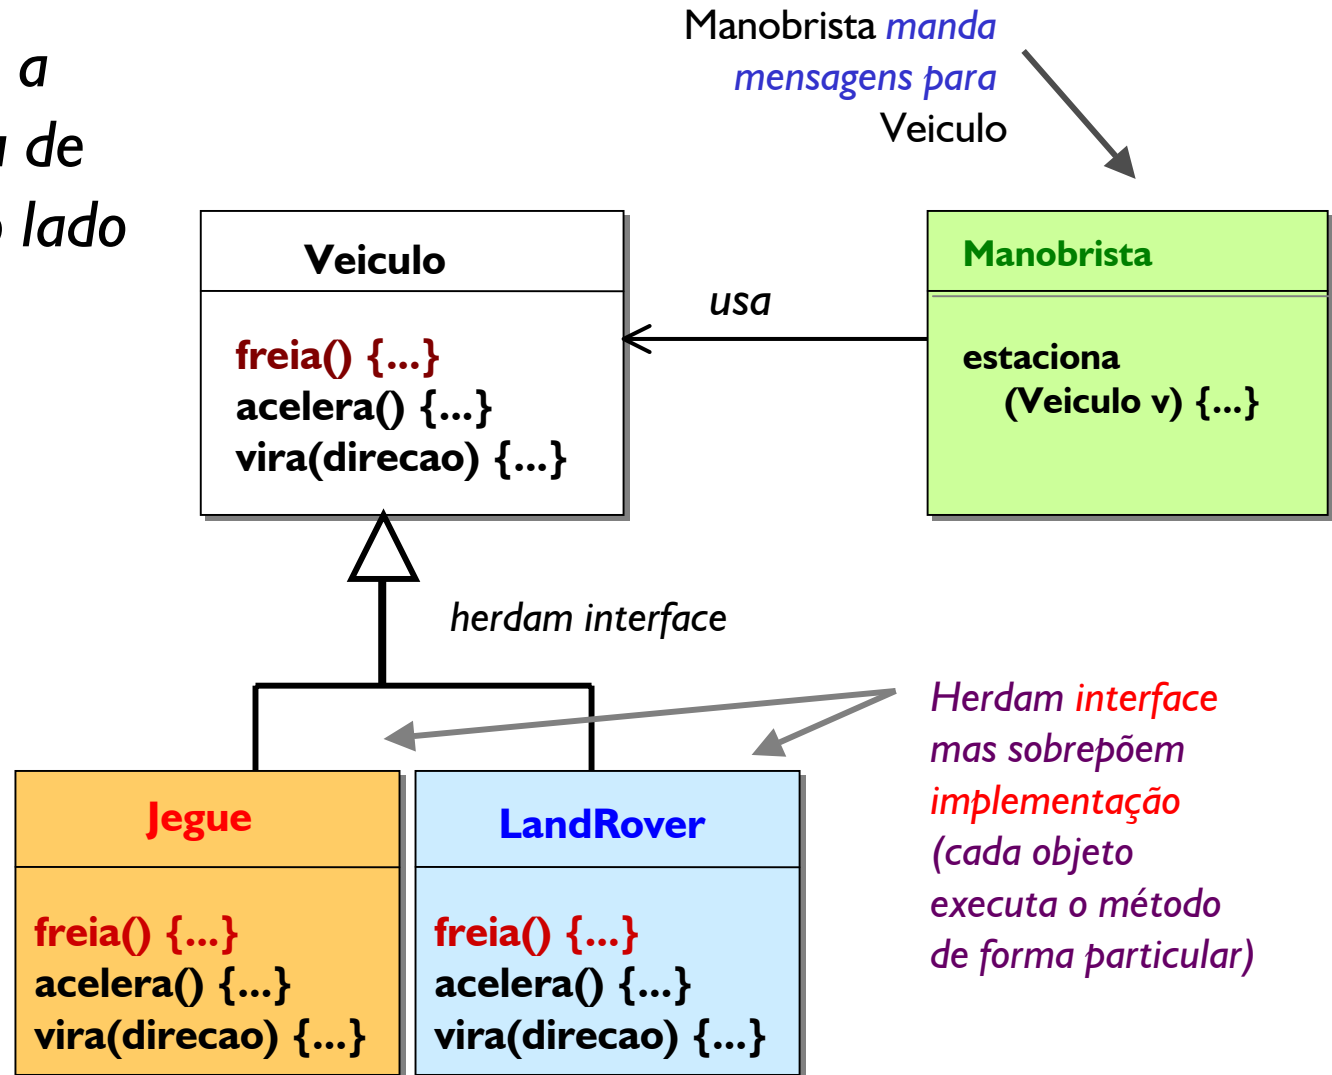 a
de
lado
Manobrista manda
mensagens para
Veiculo
Veiculo
freia() {...}
acelera() {...}
vira(direcao) {...}
usa
Manobrista
estaciona
(Veiculo v) {...}
herdam interface
Herdam interface
mas sobrepõem
implementação
(cada objeto
executa o método
de forma particular)
Jegue
freia() {...}
acelera() {...}
vira(direcao) {...}
LandRover
freia() {...}
acelera() {...}
vira(direcao) {...}